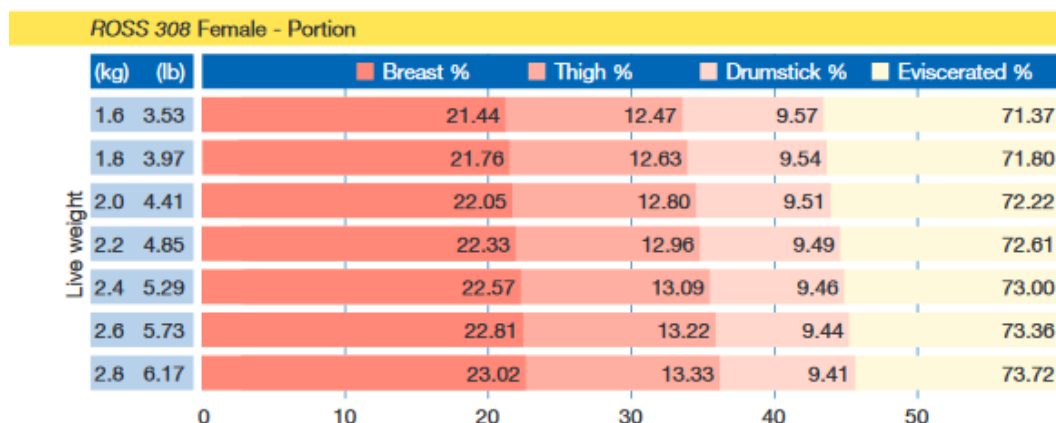 ROSS 308 Female - Portion
(kg) (lb) Breast % Thigh % Drumstick % Eviscerated %
Live weight
1.6 3.53 21.44 12.47 9.57 71.37
1.8 3.97 21.76 12.63 9.54 71.80
2.0 4.41 22.05 12.80 9.51 72.22
2.2 4.85 22.33 12.96 9.49 72.61
2.4 5.29 22.57 13.09 9.46 73.00
2.6 5.73 22.81 13.22 9.44 73.36
2.8 6.17 23.02 13.33 9.41 73.72
0 10 20 30 40 50